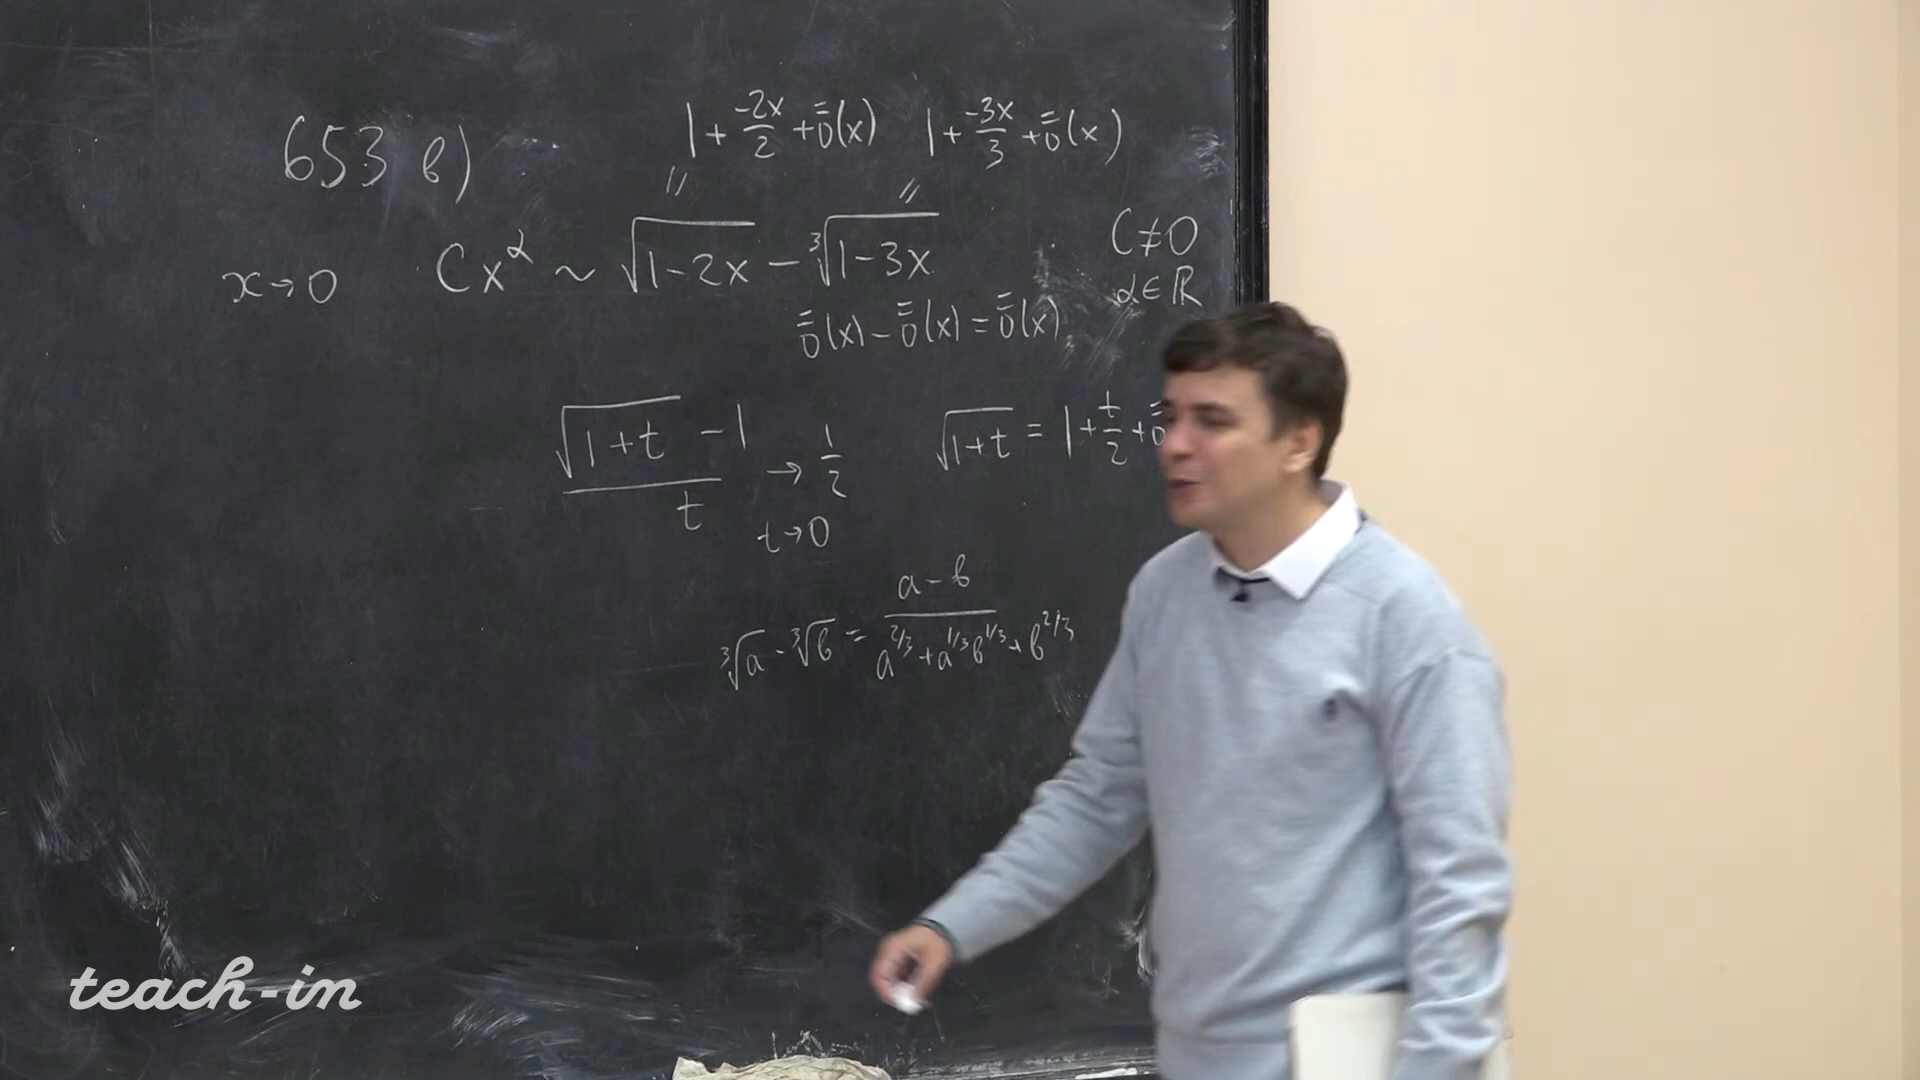 653 в)
1 + -2x/2 + o̿(x)   1 + -3x/3 + o̿(x)
〃 〃
x→0   Cx^α ~ √(1-2x) - ∛(1-3x)   C≠0
α∈ℝ
o̿(x) - o̿(x) = o̿(x)
(√(1+t) - 1)/t → 1/2   √(1+t) = 1 + t/2 + o̿
t→0
∛a - ∛в = (a-в)/(a^(2/3) + a^(1/3) в^(1/3) + в^(2/3))
teach-in